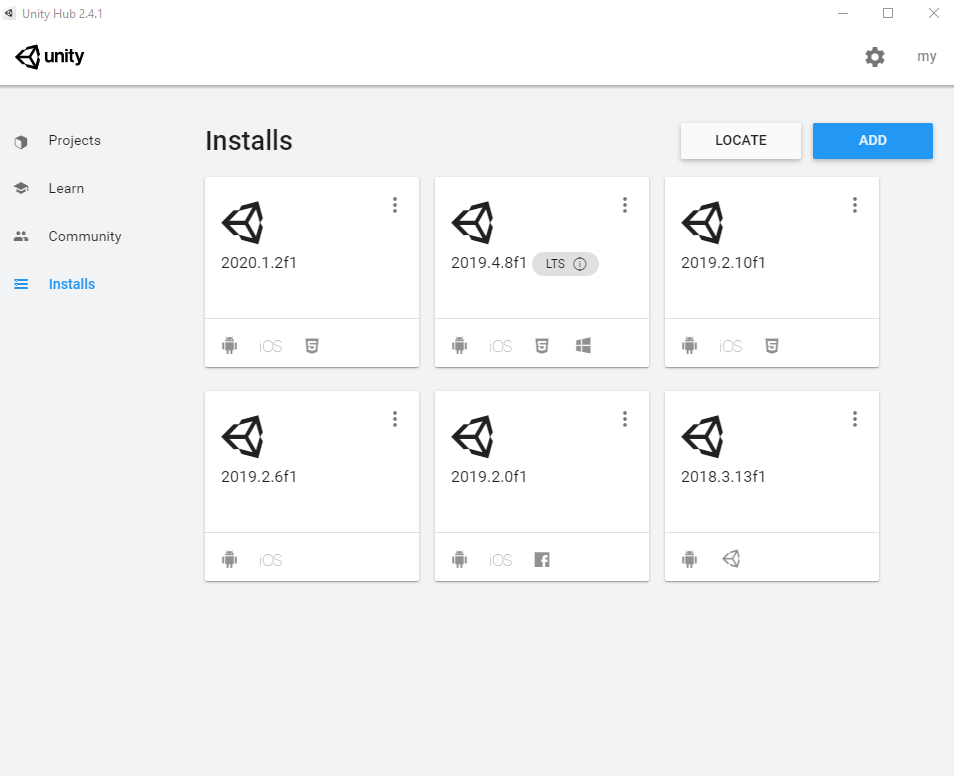 Unity Hub 2.4.1
unity
my
Projects
Learn
Community
Installs
Installs
LOCATE
ADD
2020.1.2f1
iOS
2019.4.8f1 LTS
iOS
2019.2.10f1
iOS
2019.2.6f1
iOS
2019.2.0f1
iOS
2018.3.13f1